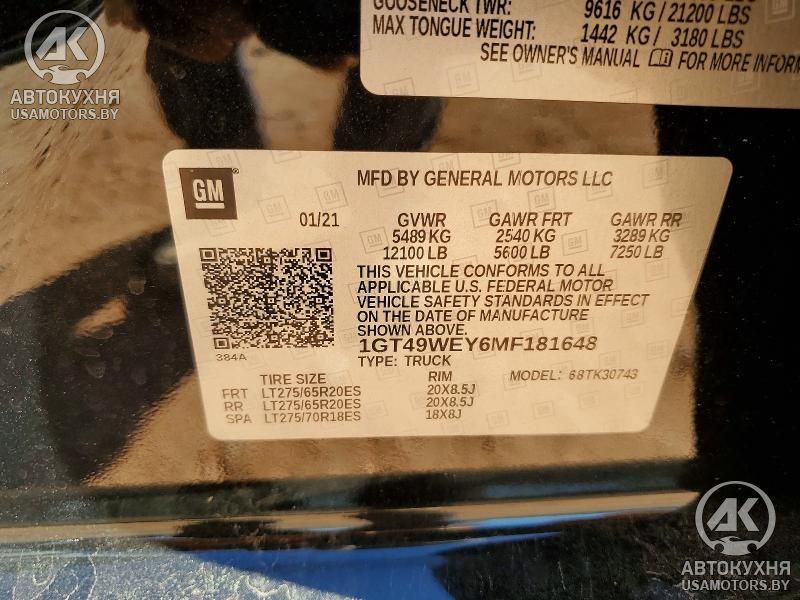 GOOSENECK TWR: 9616 KG/21200 LBS
MAX TONGUE WEIGHT: 1442 KG/ 3180 LBS
SEE OWNER'S MANUAL FOR MORE INFORM
AK
АВТОКУХНЯ
USAMOTORS.BY
GM
MFD BY GENERAL MOTORS LLC
01/21 GVWR GAWR FRT GAWR RR
5489 KG 2540 KG 3289 KG
12100 LB 5600 LB 7250 LB
THIS VEHICLE CONFORMS TO ALL
APPLICABLE U.S. FEDERAL MOTOR
VEHICLE SAFETY STANDARDS IN EFFECT
ON THE DATE OF MANUFACTURE
SHOWN ABOVE.
384A
1GT49WEY6MF181648
TYPE: TRUCK
TIRE SIZE RIM MODEL: 68TK30743
FRT LT275/65R20ES 20X8.5J
RR LT275/65R20ES 20X8.5J
SPA LT275/70R18ES 18X8J
AK
АВТОКУХНЯ
USAMOTORS.BY